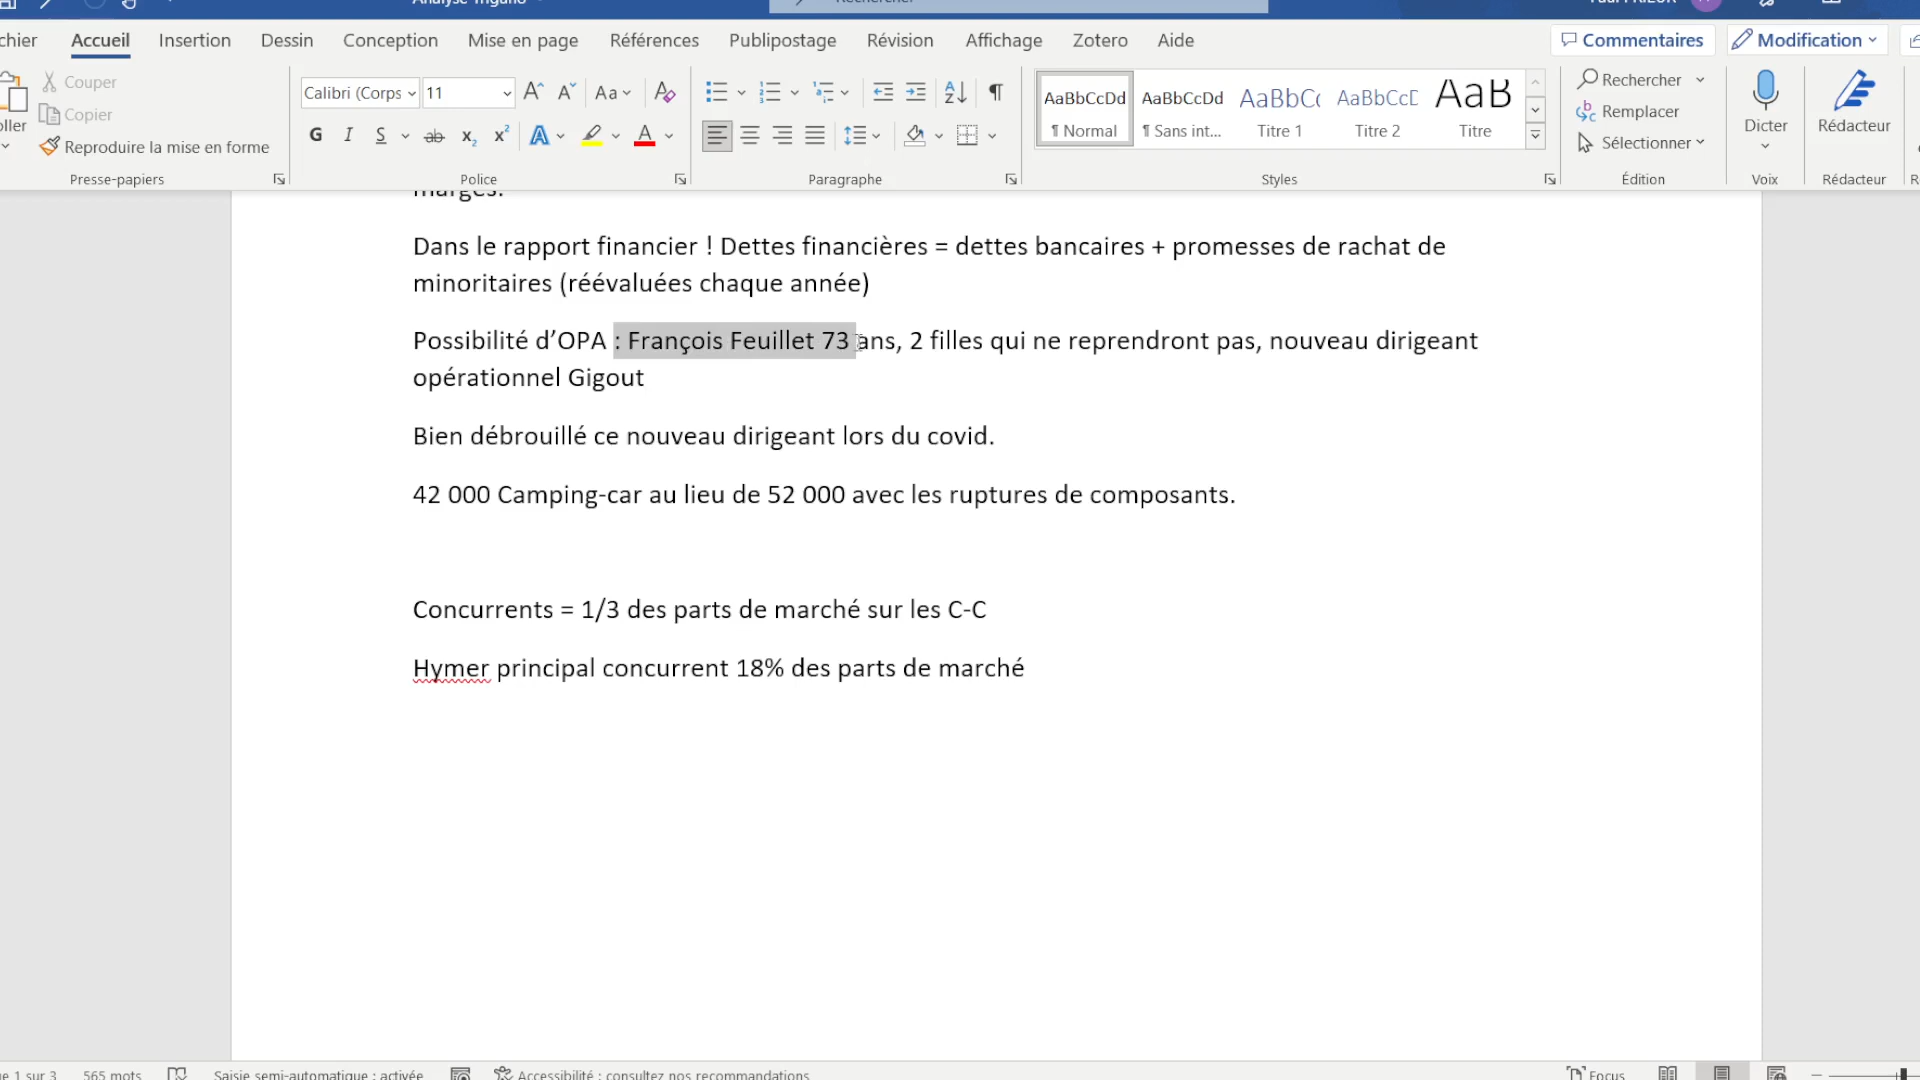 chier Accueil Insertion Dessin Conception Mise en page Références Publipostage Révision Affichage Zotero Aide Commentaires Modification
Couper
Copier
Reproduire la mise en forme
Presse-papiers
Calibri (Corps 11
G I S ab
Police
Paragraphe
AaBbCcDd AaBbCcDd AaBbCc AaBbCcD AaB
¶ Normal ¶ Sans int... Titre 1 Titre 2 Titre
Styles
Rechercher
Remplacer
Sélectionner
Édition
Dicter
Voix
Rédacteur
Rédacteur
marges.
Dans le rapport financier ! Dettes financières = dettes bancaires + promesses de rachat de
minoritaires (réévaluées chaque année)
Possibilité d’OPA : François Feuillet 73 ans, 2 filles qui ne reprendront pas, nouveau dirigeant
opérationnel Gigout
Bien débrouillé ce nouveau dirigeant lors du covid.
42 000 Camping-car au lieu de 52 000 avec les ruptures de composants.
Concurrents = 1/3 des parts de marché sur les C-C
Hymer principal concurrent 18% des parts de marché
ge 1 sur 3 565 mots Saisie semi-automatique : activée Accessibilité : consultez nos recommandations Focus